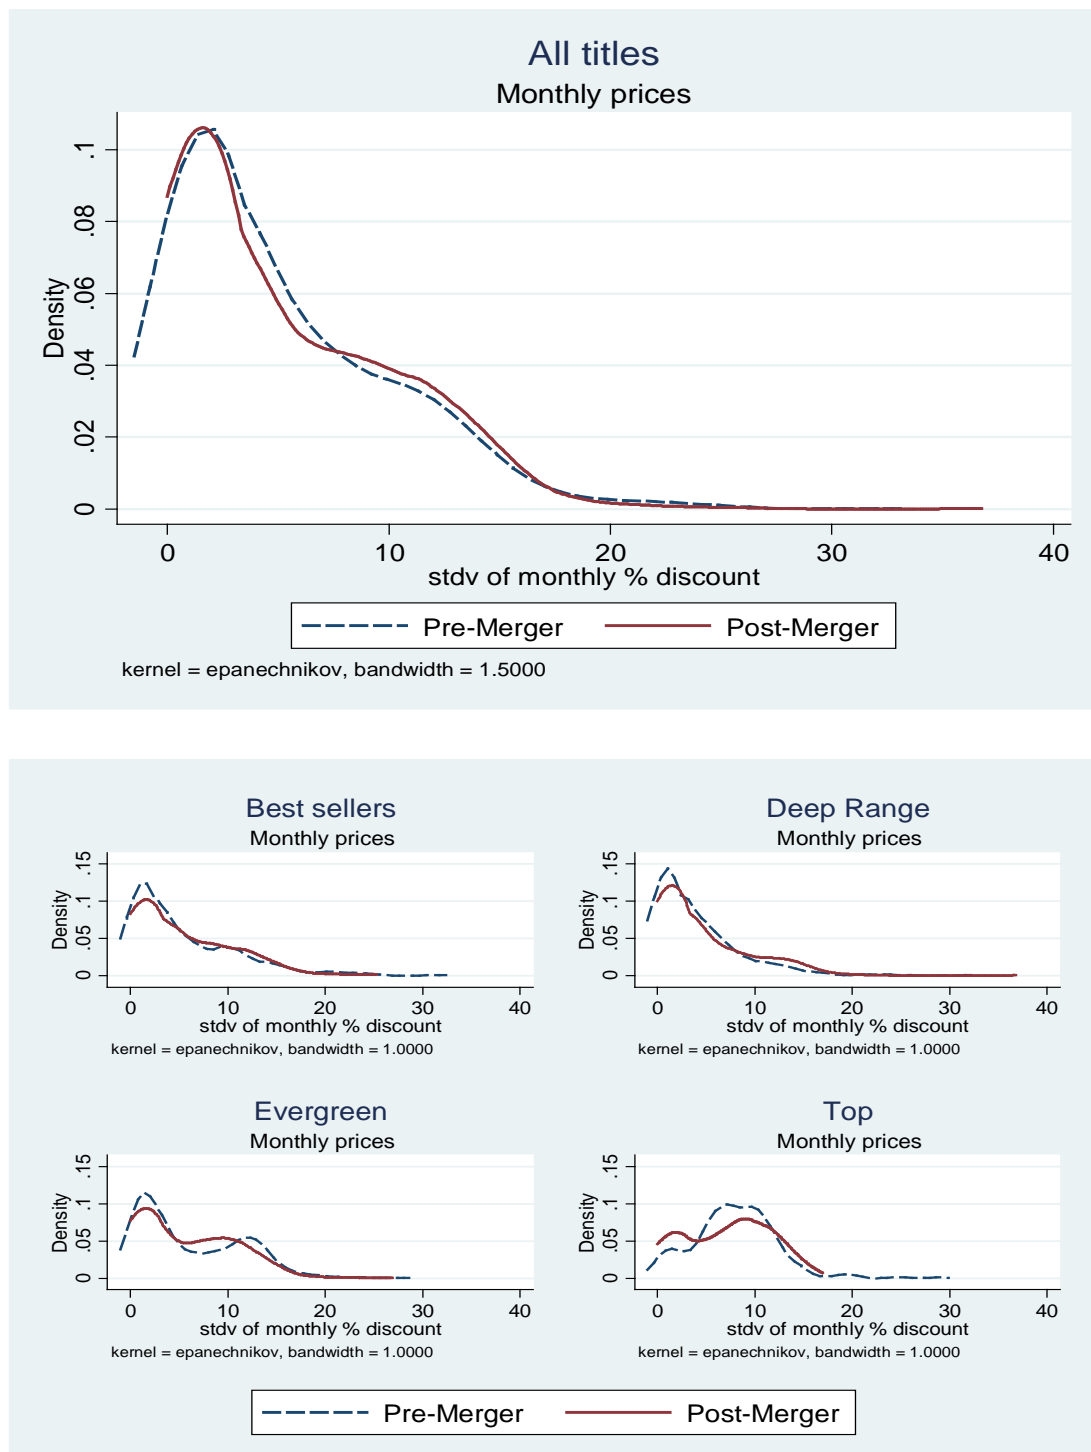 All titles
Monthly prices
.1
.08
.06
.04
.02
0
Density
0 10 20 30 40
stdv of monthly % discount
Pre-Merger Post-Merger
kernel = epanechnikov, bandwidth = 1.5000
Best sellers
Monthly prices
.15
.1
.05
0
Density
0 10 20 30 40
stdv of monthly % discount
kernel = epanechnikov, bandwidth = 1.0000
Deep Range
Monthly prices
.15
.1
.05
0
Density
0 10 20 30 40
stdv of monthly % discount
kernel = epanechnikov, bandwidth = 1.0000
Evergreen
Monthly prices
.15
.1
.05
0
Density
0 10 20 30 40
stdv of monthly % discount
kernel = epanechnikov, bandwidth = 1.0000
Top
Monthly prices
.15
.1
.05
0
Density
0 10 20 30 40
stdv of monthly % discount
kernel = epanechnikov, bandwidth = 1.0000
Pre-Merger Post-Merger